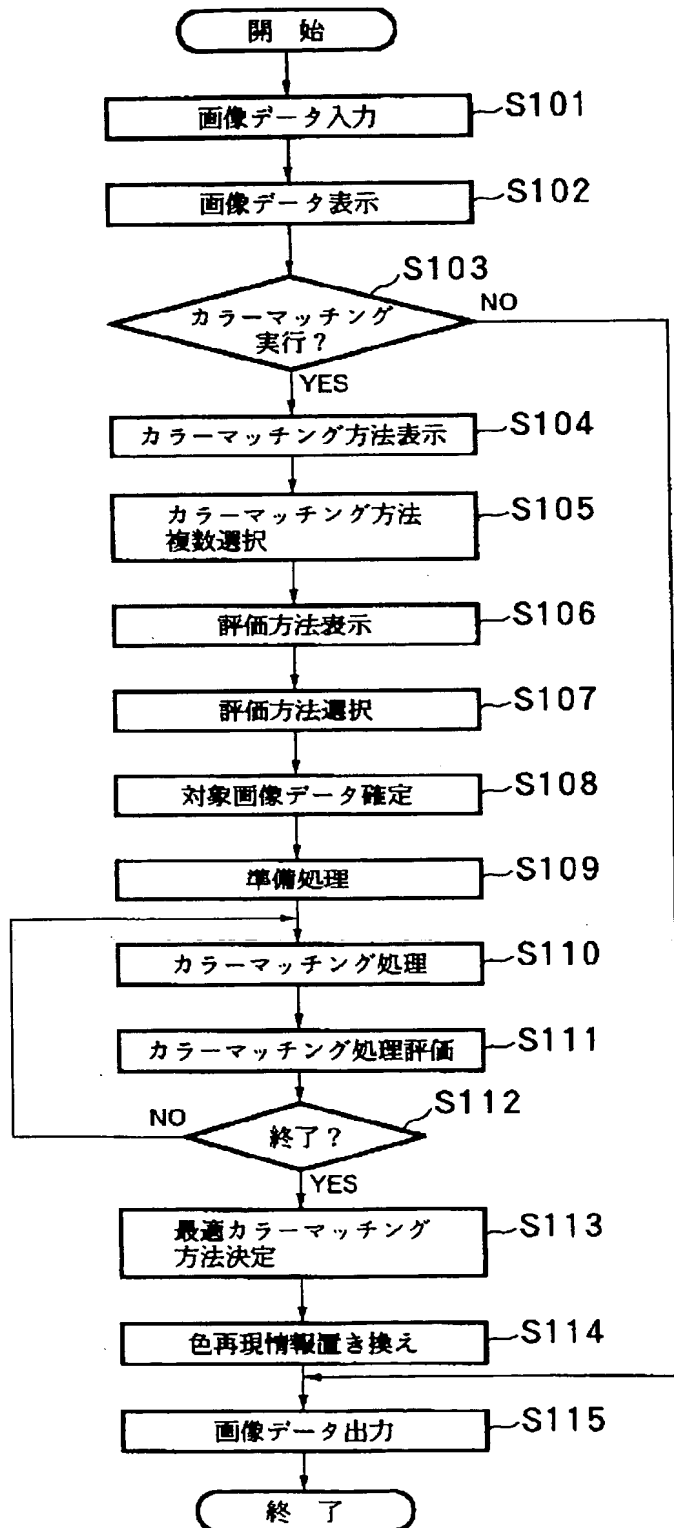 開 始
画像データ入力 S101
画像データ表示 S102
S103
カラーマッチング
実行？
NO
YES
カラーマッチング方法表示 S104
カラーマッチング方法
複数選択
S105
評価方法表示 S106
評価方法選択 S107
対象画像データ確定 S108
準備処理 S109
カラーマッチング処理 S110
カラーマッチング処理評価 S111
S112
NO
終了？
YES
最適カラーマッチング
方法決定
S113
色再現情報置き換え S114
画像データ出力 S115
終 了